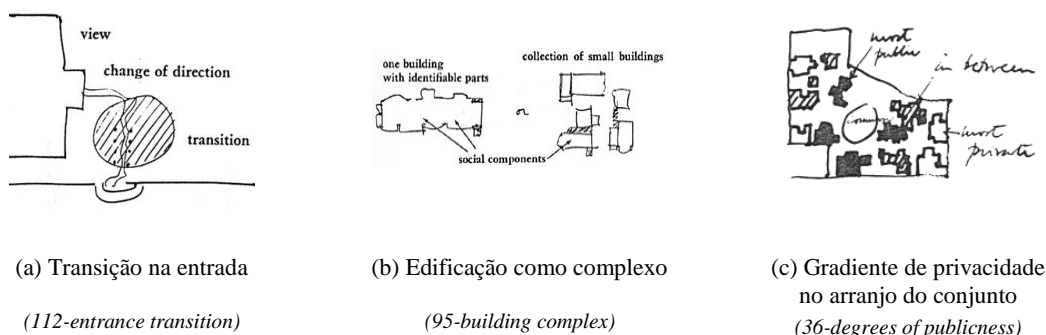 view
change of direction
transition
one building
with identifiable parts
collection of small buildings
or
social components
most
public
in between
common
most
private
(a) Transição na entrada
(112-entrance transition)
(b) Edificação como complexo
(95-building complex)
(c) Gradiente de privacidade
no arranjo do conjunto
(36-degrees of publicness)